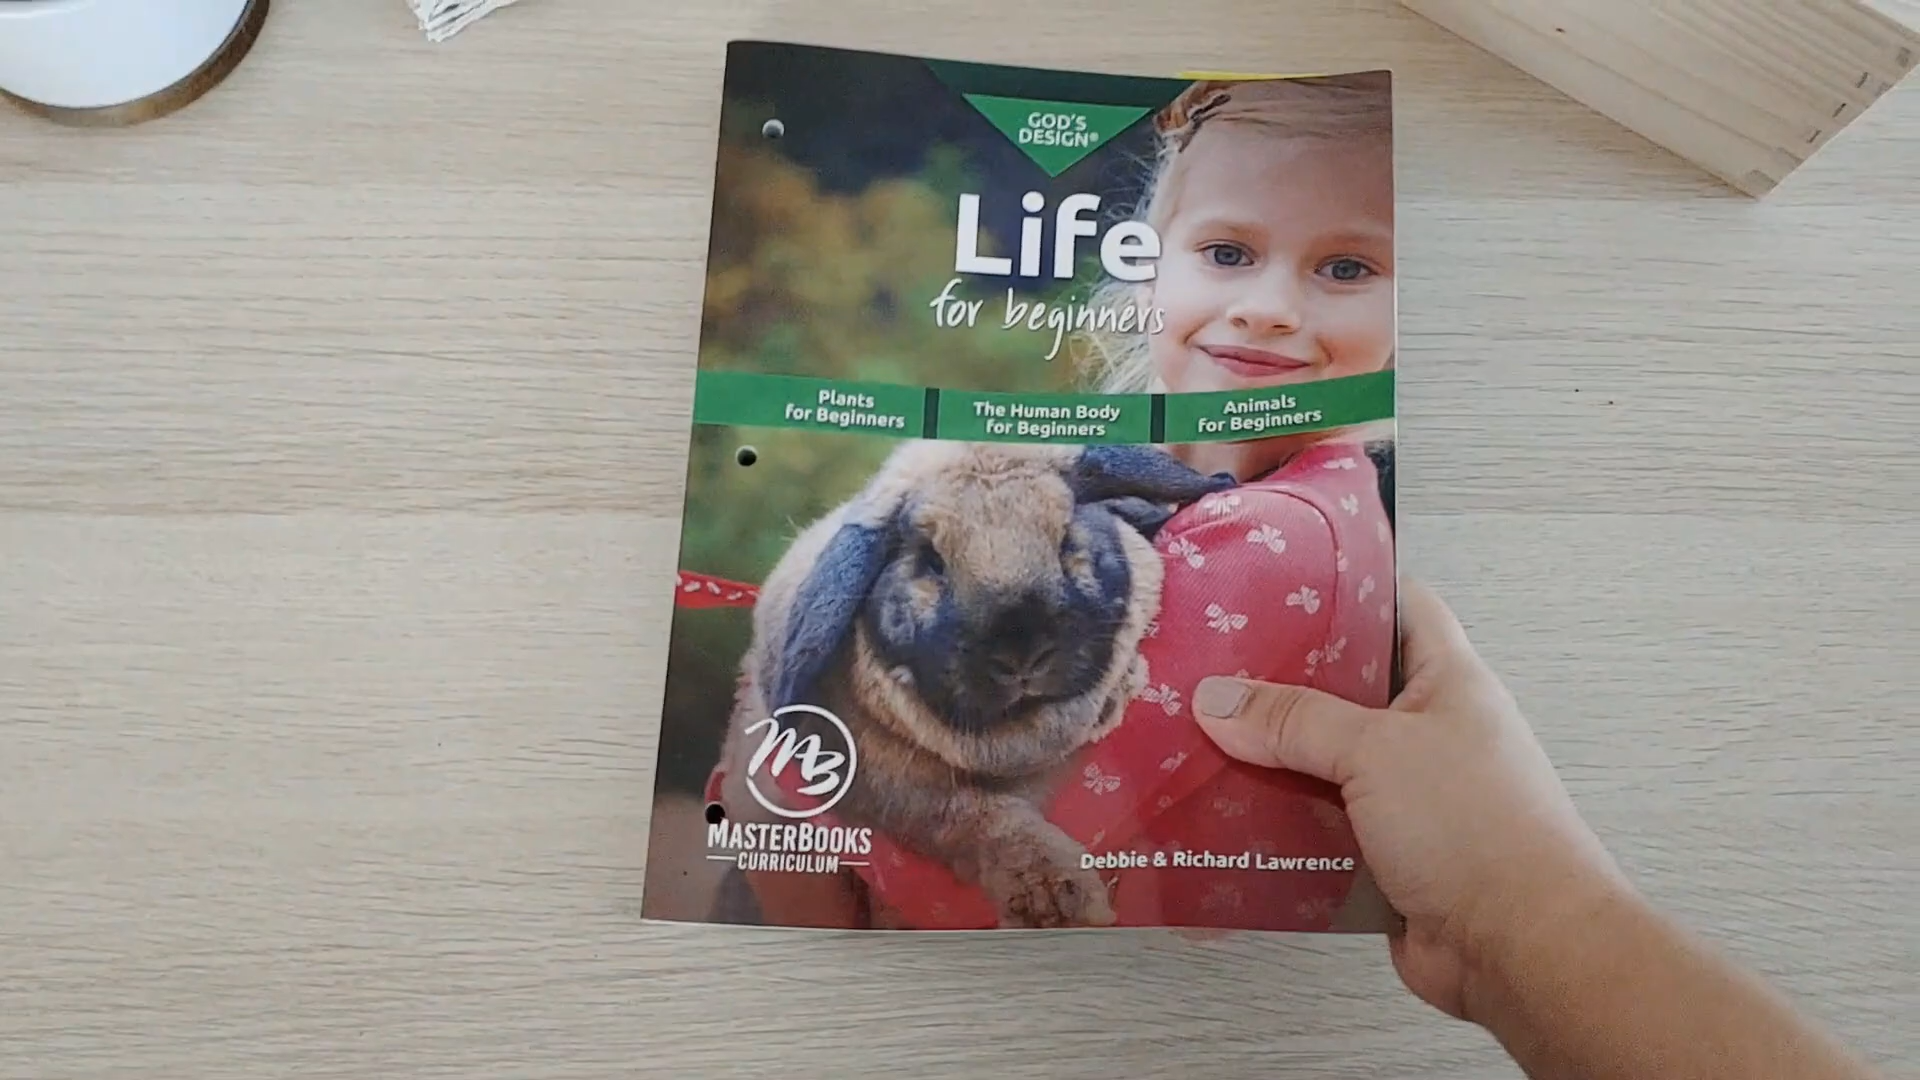 GOD'S
DESIGN®
Life
for beginners
Plants
for Beginners
The Human Body
for Beginners
Animals
for Beginners
MB
MASTERBOOKS
CURRICULUM
Debbie & Richard Lawrence